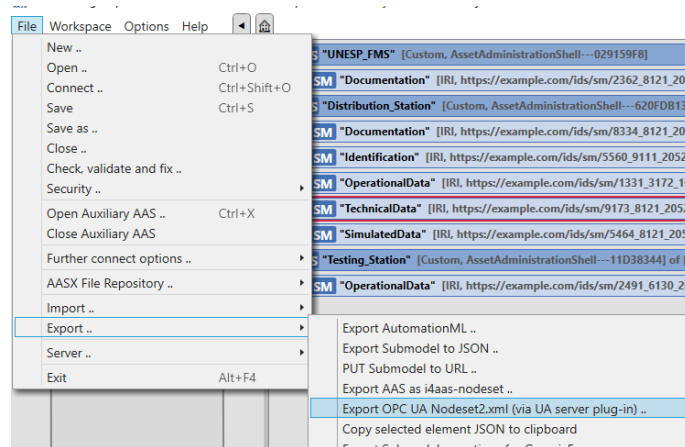 File Workspace Options Help
New ..
Open .. Ctrl+O
Connect .. Ctrl+Shift+O
Save Ctrl+S
Save as ..
Close ..
Check, validate and fix ..
Security ..
Open Auxiliary AAS .. Ctrl+X
Close Auxiliary AAS
Further connect options ..
AASX File Repository ..
Import ..
Export ..
Server ..
Exit Alt+F4
"UNESP_FMS" [Custom, AssetAdministrationShell---029159F8]
SM "Documentation" [IRI, https://example.com/ids/sm/2362_8121_20
"Distribution_Station" [Custom, AssetAdministrationShell---620FDB13
SM "Documentation" [IRI, https://example.com/ids/sm/8334_8121_20
SM "Identification" [IRI, https://example.com/ids/sm/5560_9111_2052
SM "OperationalData" [IRI, https://example.com/ids/sm/1331_3172_1
SM "TechnicalData" [IRI, https://example.com/ids/sm/9173_8121_205
SM "SimulatedData" [IRI, https://example.com/ids/sm/5464_8121_205
"Testing_Station" [Custom, AssetAdministrationShell---11D38344] of [
SM "OperationalData" [IRI, https://example.com/ids/sm/2491_6130_2
Export AutomationML ..
Export Submodel to JSON ..
PUT Submodel to URL ..
Export AAS as i4aas-nodeset ..
Export OPC UA Nodeset2.xml (via UA server plug-in) ..
Copy selected element JSON to clipboard